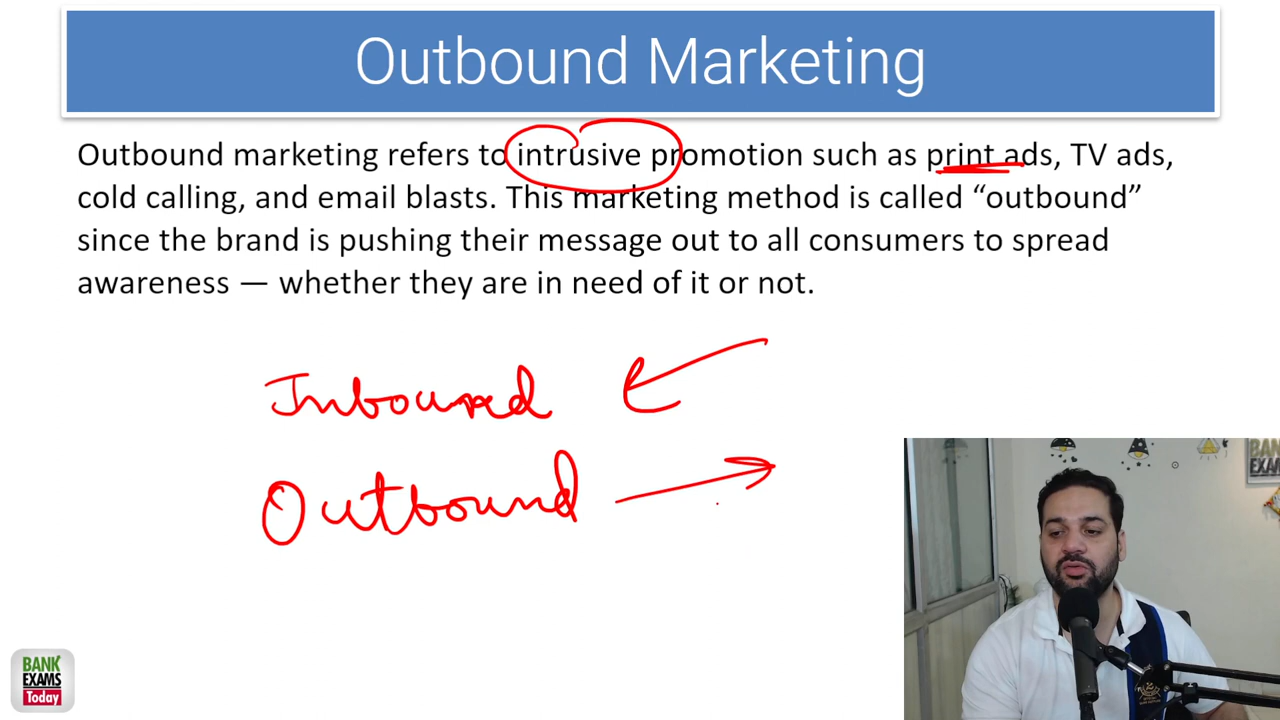 Outbound Marketing
Outbound marketing refers to intrusive promotion such as print ads, TV ads,
cold calling, and email blasts. This marketing method is called “outbound”
since the brand is pushing their message out to all consumers to spread
awareness — whether they are in need of it or not.
Inbound
Outbound
BANK
EXAMS
Today